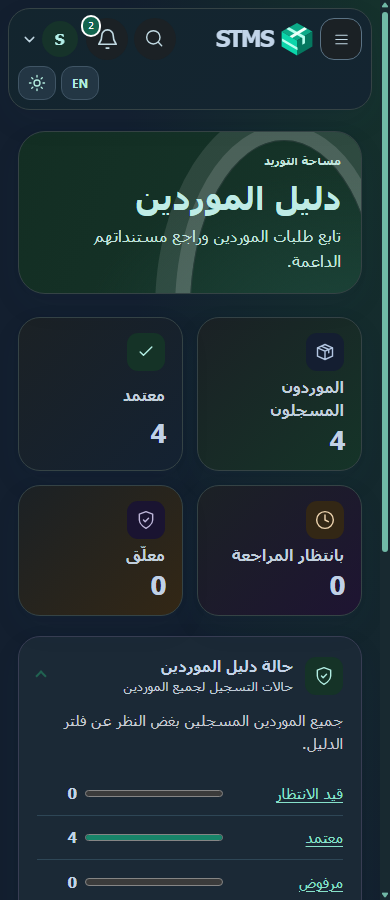 STMS
2
S
EN
مساحة التوريد
دليل الموردين
تابع طلبات الموردين وراجع مستنداتهم
الداعمة.
الموردون
المسجلون
4
معتمد
4
بانتظار المراجعة
0
معلّق
0
حالة دليل الموردين
حالات التسجيل لجميع الموردين
جميع الموردين المسجلين بغض النظر عن فلتر
الدليل.
قيد الانتظار
0
معتمد
4
مرفوض
0